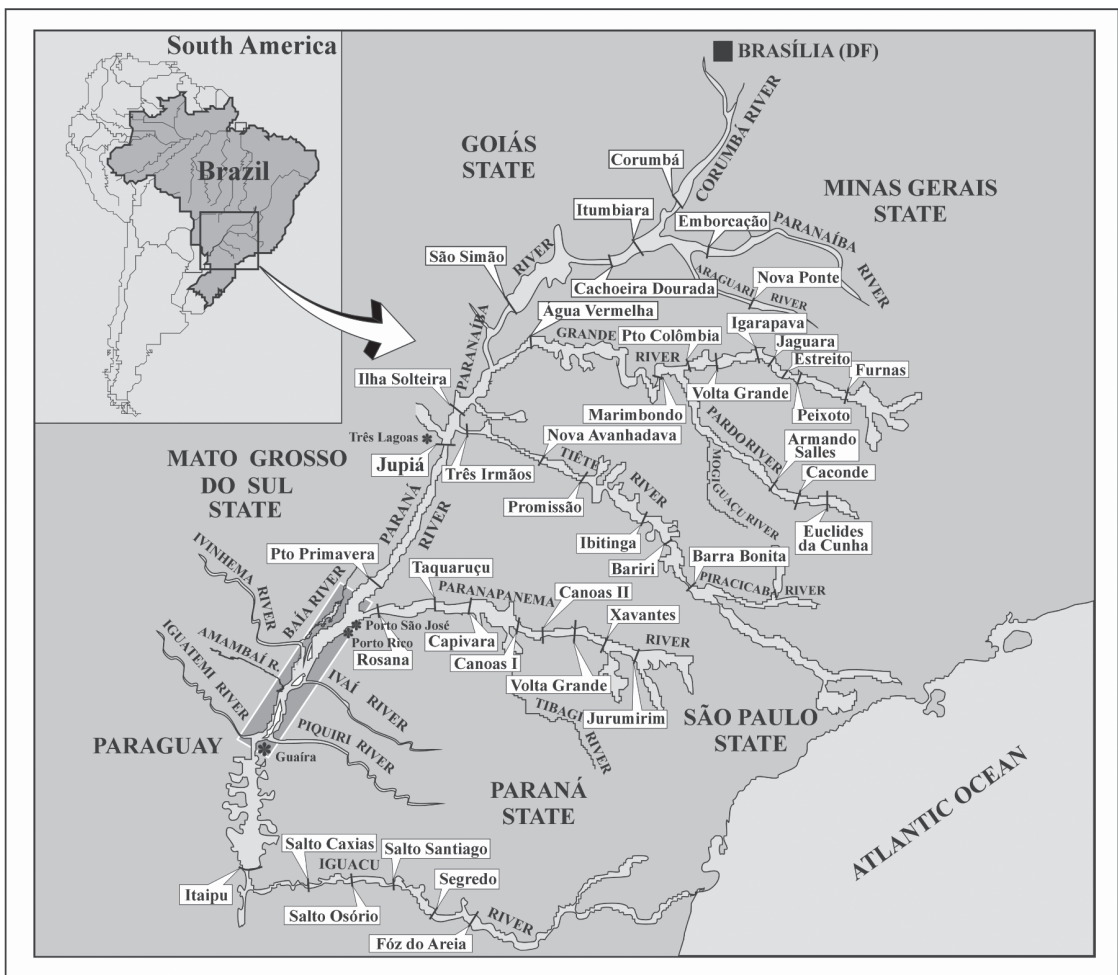 South America
Brazil
BRASÍLIA (DF)
GOIÁS
STATE
CORUMBÁ RIVER
Corumbá
MINAS GERAIS
STATE
Itumbiara
Emborcação
PARANAÍBA
RIVER
São Simão
RIVER
Cachoeira Dourada
ARAGUARÍ
RIVER
Nova Ponte
Água Vermelha
PARANAÍBA
GRANDE
RIVER
Pto Colômbia
Igarapava
Jaguara
Estreito
Furnas
Ilha Solteira
Marimbondo
Volta Grande
Peixoto
Três Lagoas
Jupiá
Três Irmãos
Nova Avanhadava
TIÊTE
RIVER
PARDO RIVER
Armando
Salles
Caconde
MOGIGUACU RIVER
MATO GROSSO
DO SUL
STATE
Promissão
Ibitinga
Euclides
da Cunha
Bariri
Barra Bonita
PIRACICAB
RIVER
PARANÁ
RIVER
IVINHEMA
RIVER
Pto Primavera
BAÍA RIVER
Taquaruçu
PARANAPANEMA
Canoas II
Xavantes
RIVER
AMAMBAÍ R.
Porto São José
Porto Rico
Rosana
Capivara
Canoas I
Volta Grande
Jurumirim
IGUATEMI RIVER
IVAÍ RIVER
TIBAGI
RIVER
SÃO PAULO
STATE
PARAGUAY
PIQUIRI RIVER
Guaíra
PARANÁ
STATE
ATLANTIC OCEAN
Salto Caxias
Salto Santiago
IGUACU
Segredo
Itaipu
Salto Osório
RIVER
Fóz do Areia